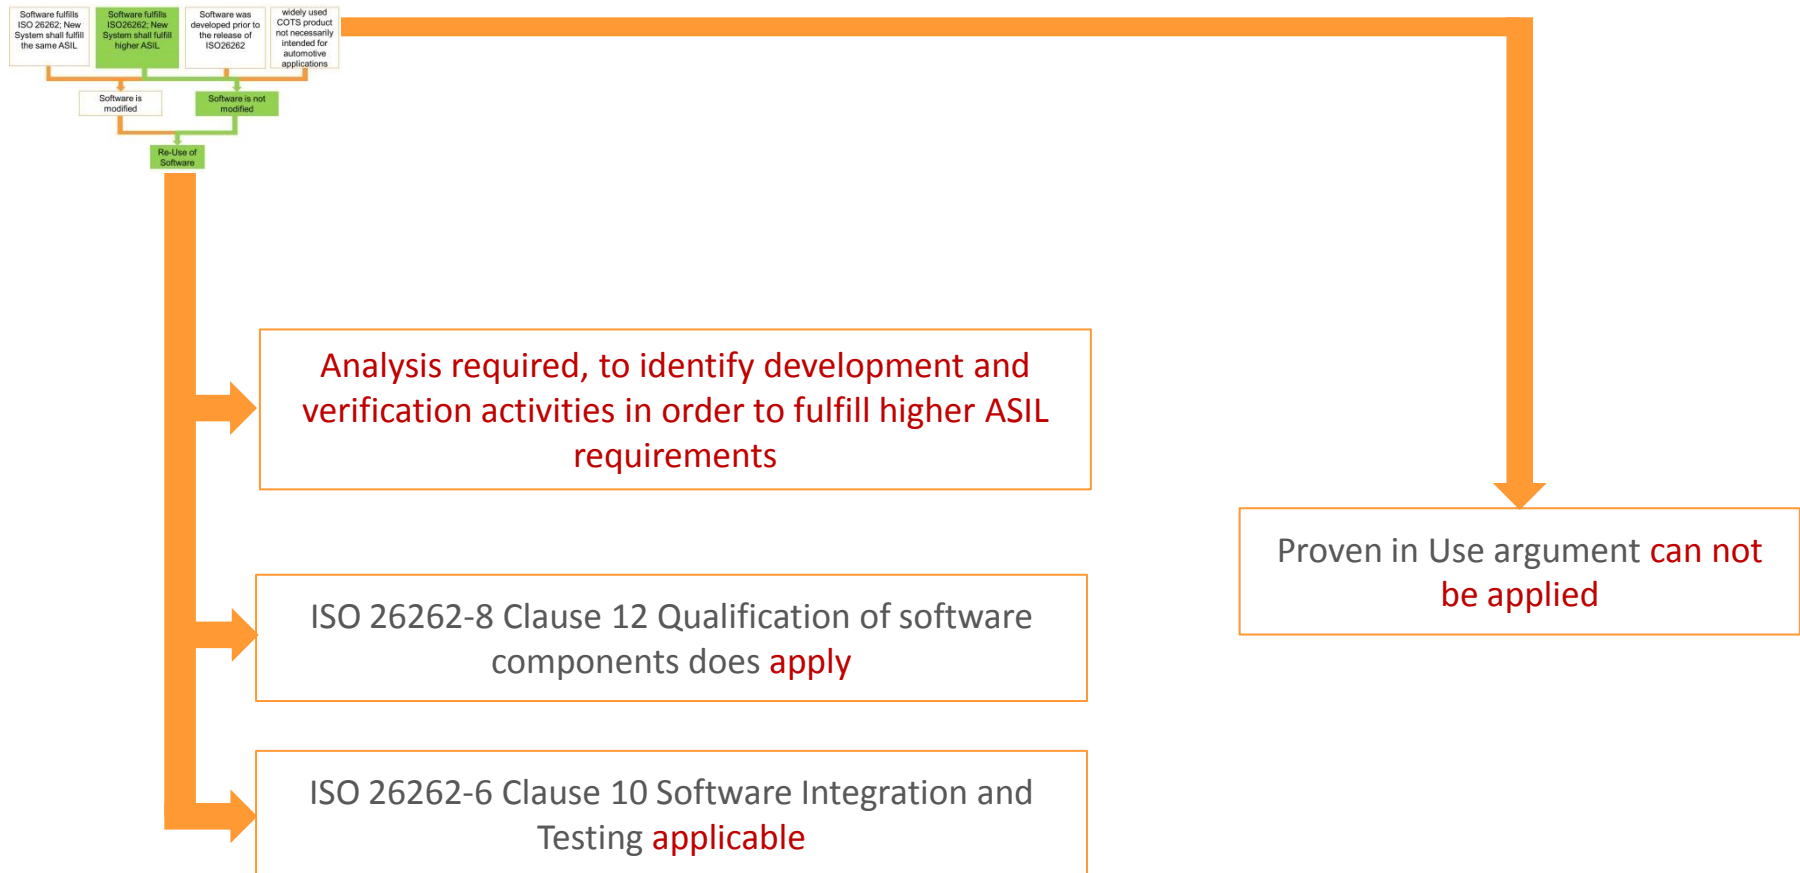 Software fulfills
ISO 26262; New
System shall fulfill
the same ASIL
Software fulfills
ISO26262; New
System shall fulfill
higher ASIL
Software was
developed prior to
the release of
ISO26262
widely used
COTS product
not necessarily
intended for
automotive
applications
Software is
modified
Software is not
modified
Re-Use of
Software
Analysis required, to identify development and
verification activities in order to fulfill higher ASIL
requirements
Proven in Use argument can not
be applied
ISO 26262-8 Clause 12 Qualification of software
components does apply
ISO 26262-6 Clause 10 Software Integration and
Testing applicable